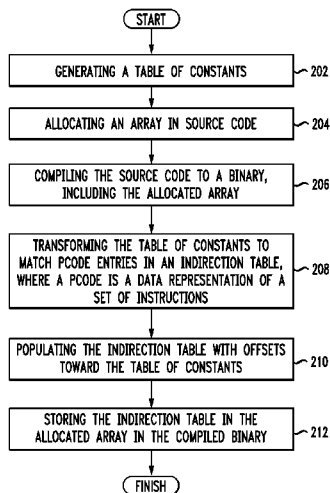 START
GENERATING A TABLE OF CONSTANTS
202
ALLOCATING AN ARRAY IN SOURCE CODE
204
COMPILING THE SOURCE CODE TO A BINARY,
INCLUDING THE ALLOCATED ARRAY
206
TRANSFORMING THE TABLE OF CONSTANTS TO
MATCH PCODE ENTRIES IN AN INDIRECTION TABLE,
WHERE A PCODE IS A DATA REPRESENTATION OF A
SET OF INSTRUCTIONS
208
POPULATING THE INDIRECTION TABLE WITH OFFSETS
TOWARD THE TABLE OF CONSTANTS
210
STORING THE INDIRECTION TABLE IN THE
ALLOCATED ARRAY IN THE COMPILED BINARY
212
FINISH